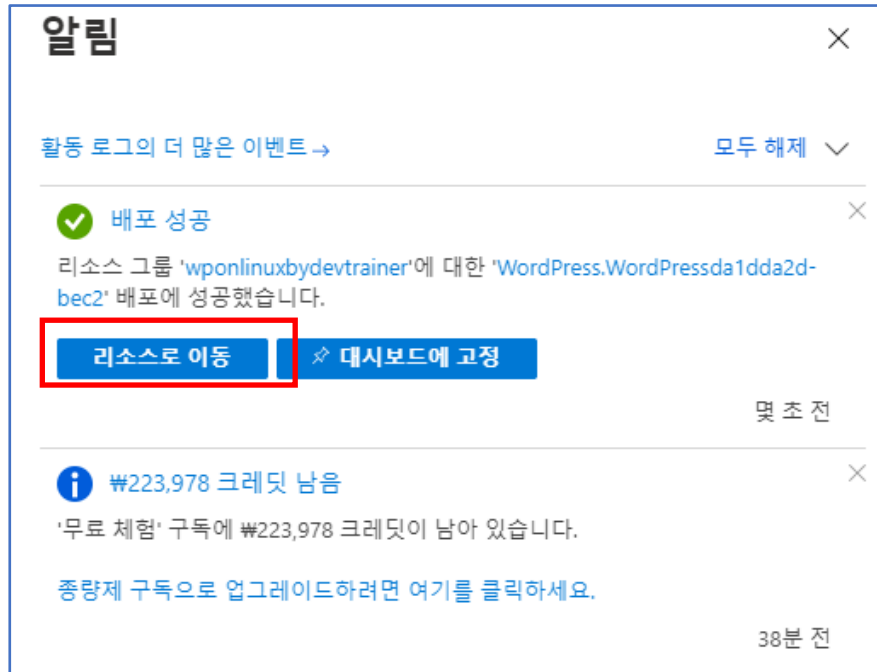 알림
활동 로그의 더 많은 이벤트 →
모두 해제
배포 성공
리소스 그룹 'wponlinuxbydevtrainer'에 대한 'WordPress.WordPressda1dda2d-
bec2' 배포에 성공했습니다.
리소스로 이동
대시보드에 고정
몇 초 전
₩223,978 크레딧 남음
'무료 체험' 구독에 ₩223,978 크레딧이 남아 있습니다.
종량제 구독으로 업그레이드하려면 여기를 클릭하세요.
38분 전